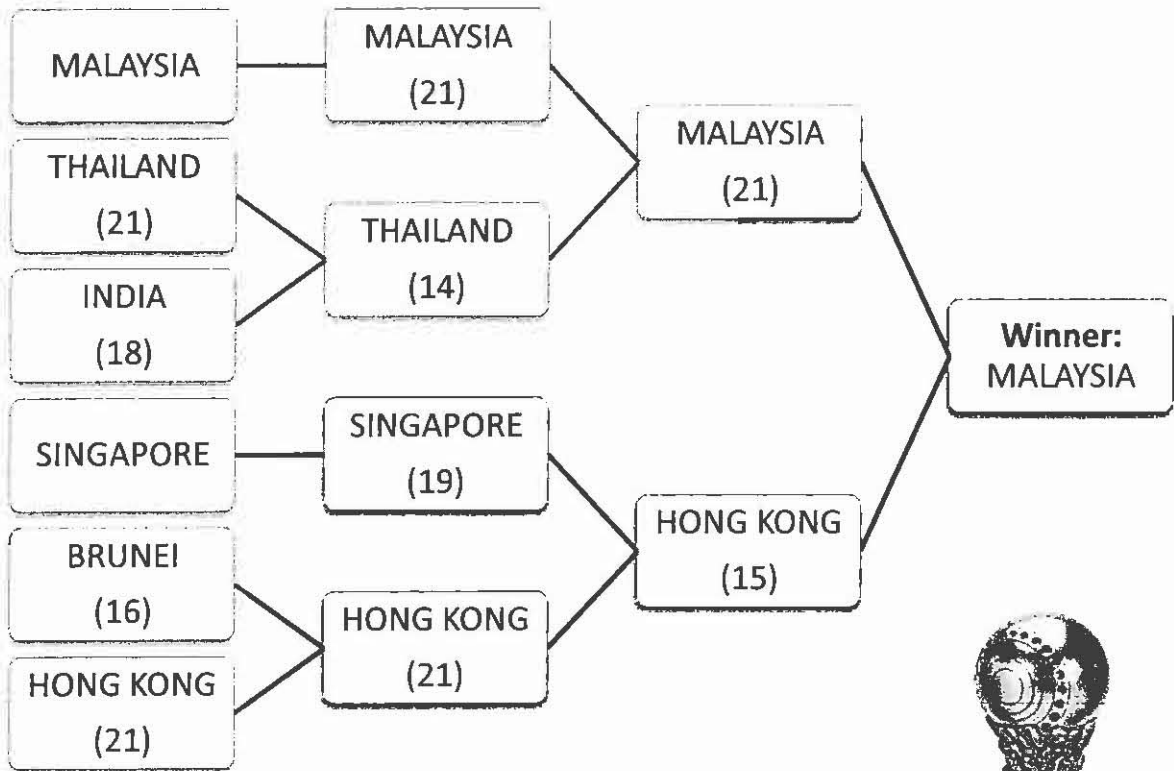 MALAYSIA
THAILAND
(21)
INDIA
(18)
SINGAPORE
BRUNEI
(16)
HONG KONG
(21)
MALAYSIA
(21)
THAILAND
(14)
SINGAPORE
(19)
HONG KONG
(21)
MALAYSIA
(21)
HONG KONG
(15)
Winner:
MALAYSIA